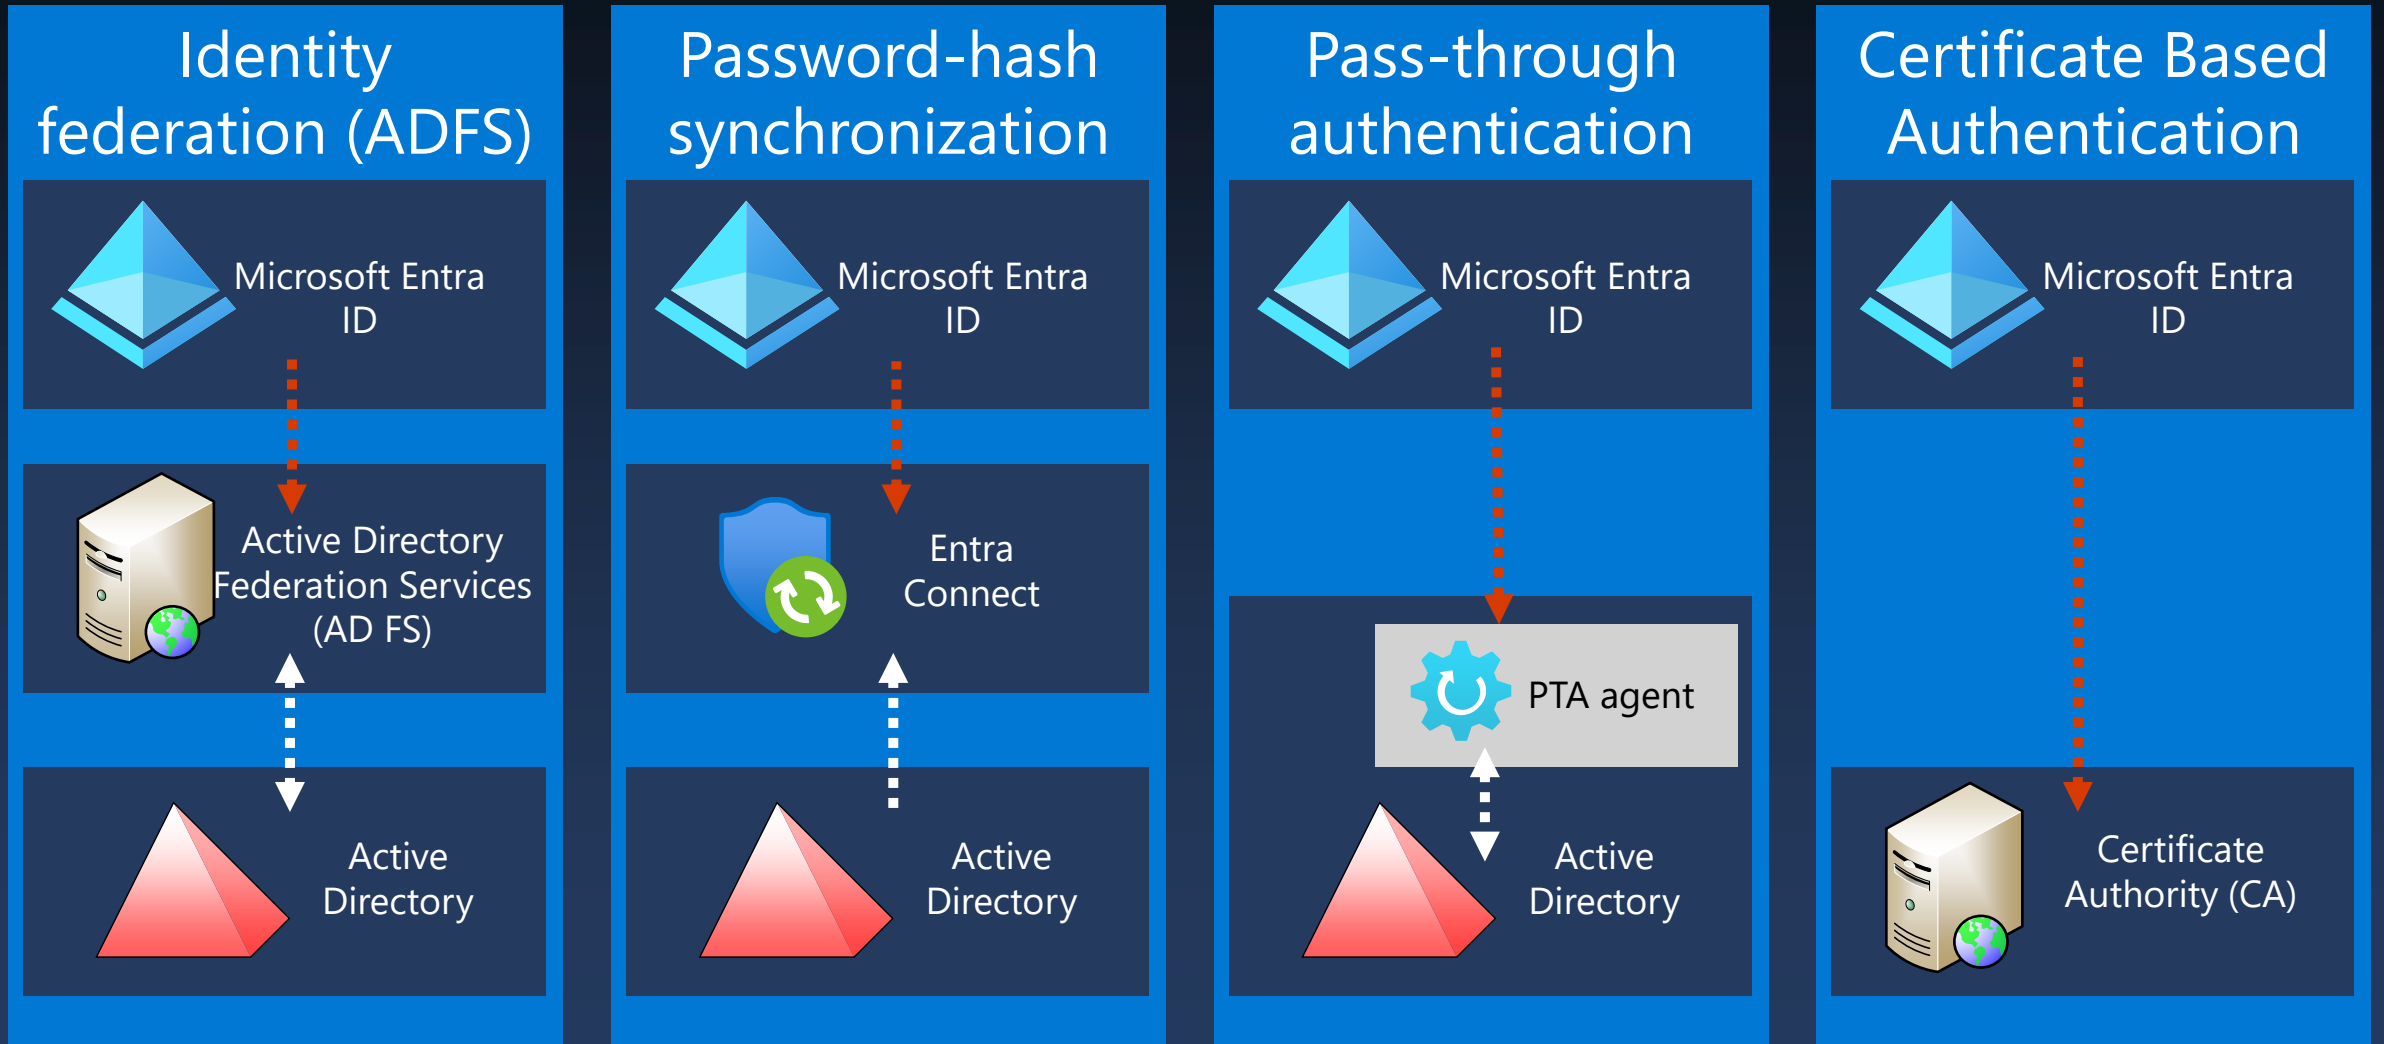 Identity
federation (ADFS)
Microsoft Entra
ID
Active Directory
Federation Services
(AD FS)
Active
Directory
Password-hash
synchronization
Microsoft Entra
ID
Entra
Connect
Active
Directory
Pass-through
authentication
Microsoft Entra
ID
PTA agent
Active
Directory
Certificate Based
Authentication
Microsoft Entra
ID
Certificate
Authority (CA)